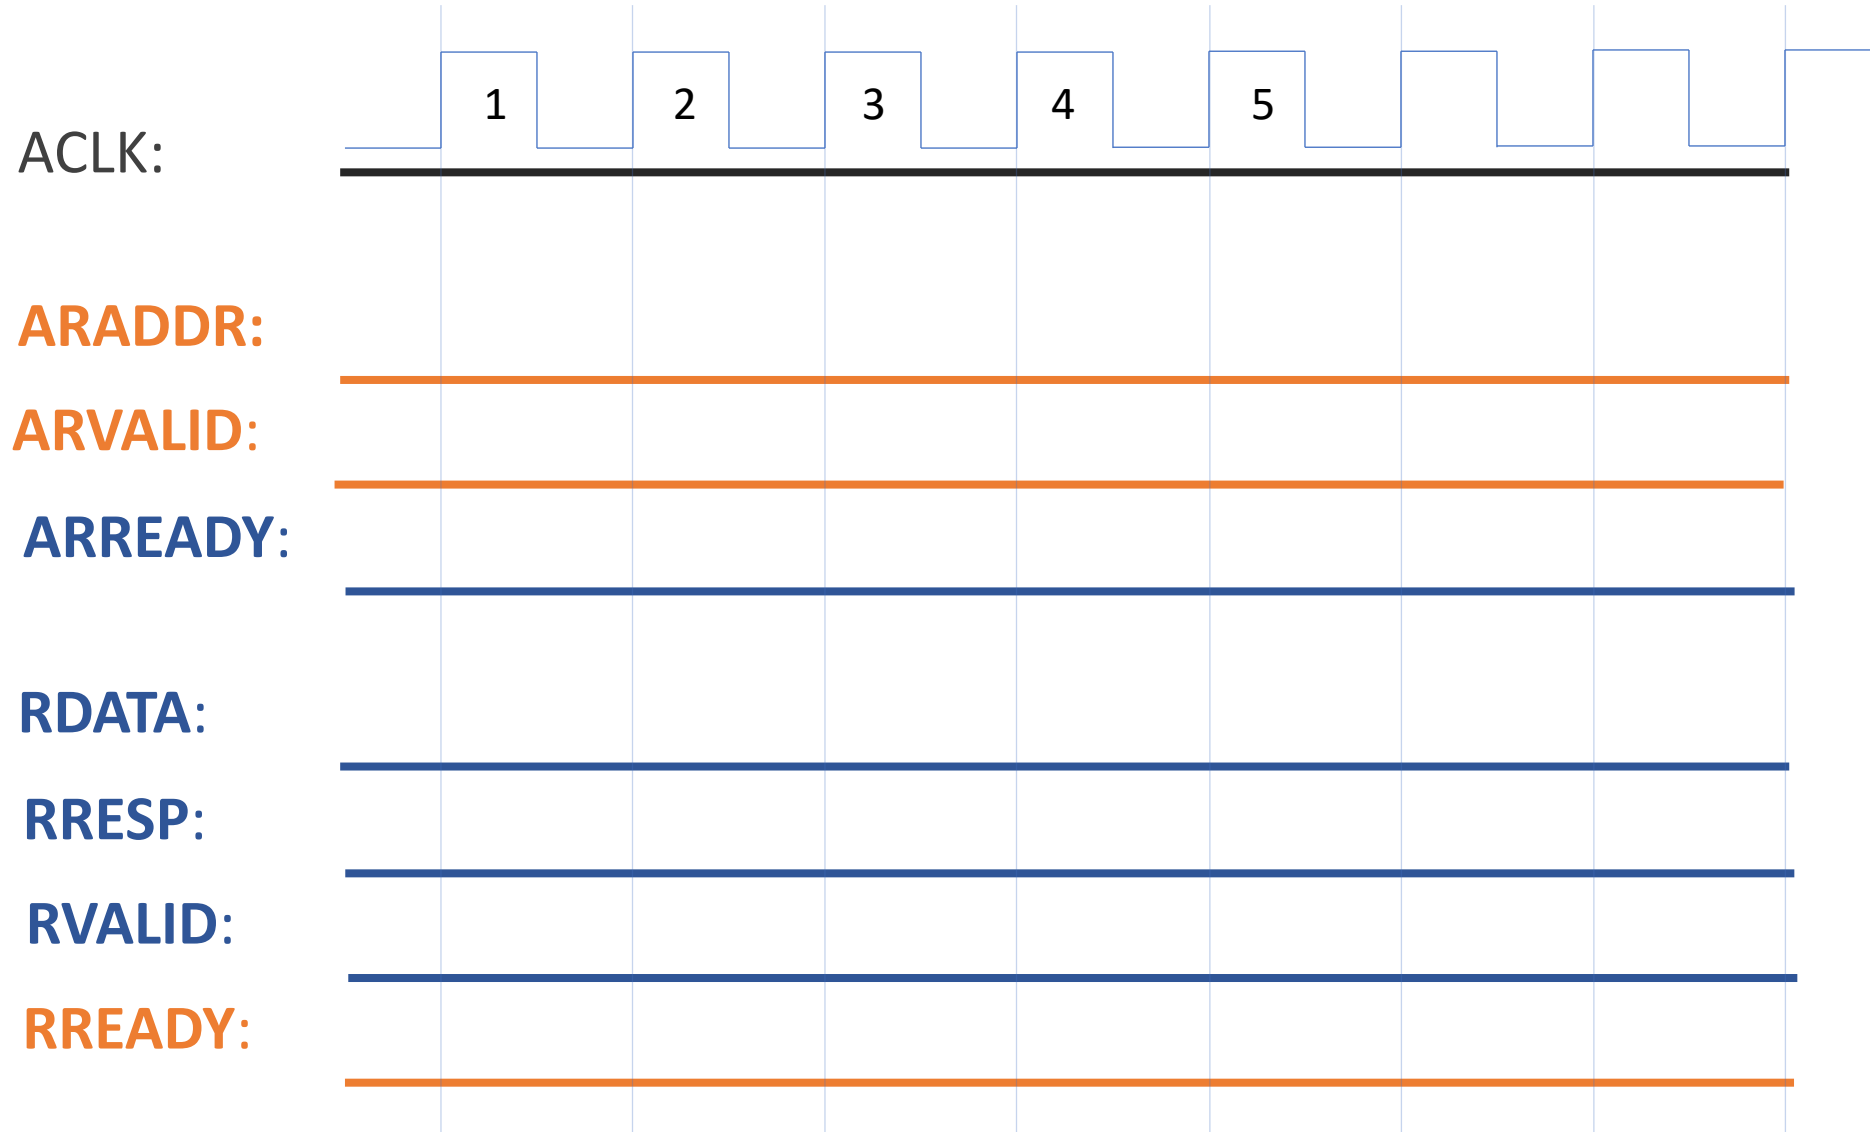 1 2 3 4 5
ACLK:
ARADDR:
ARVALID:
ARREADY:
RDATA:
RRESP:
RVALID:
RREADY: